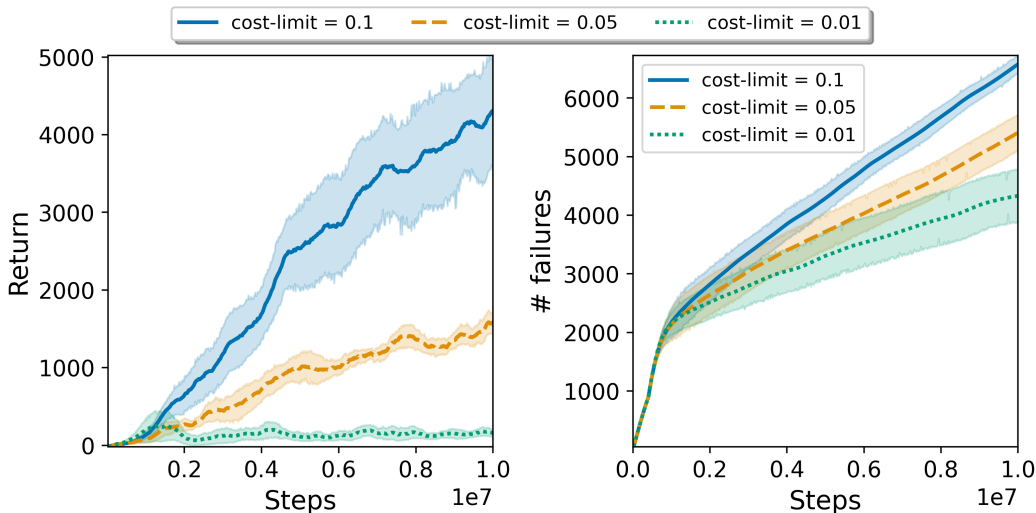 cost-limit = 0.1 cost-limit = 0.05 cost-limit = 0.01
Return
5000
4000
3000
2000
1000
0
0.2 0.4 0.6 0.8 1.0
1e7
Steps
# failures
6000
5000
4000
3000
2000
1000
cost-limit = 0.1
cost-limit = 0.05
cost-limit = 0.01
0.0 0.2 0.4 0.6 0.8 1.0
1e7
Steps